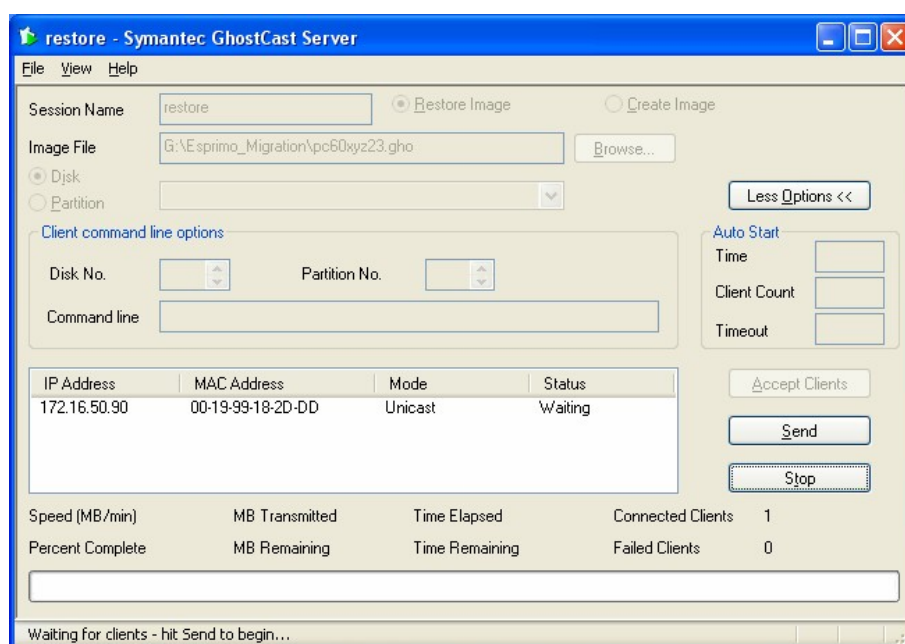 restore - Symantec GhostCast Server
File View Help
Session Name restore Restore Image Create Image
Image File G:\Esprimo_Migration\pc60xyz23.gho Browse...
Disk
Partition Less Options <<
Client command line options Auto Start
Time
Disk No. Partition No.
Client Count
Command line
Timeout
IP Address MAC Address Mode Status Accept Clients
172.16.50.90 00-19-99-18-2D-DD Unicast Waiting
Send
Stop
Speed (MB/min) MB Transmitted Time Elapsed Connected Clients 1
Percent Complete MB Remaining Time Remaining Failed Clients 0
Waiting for clients - hit Send to begin...